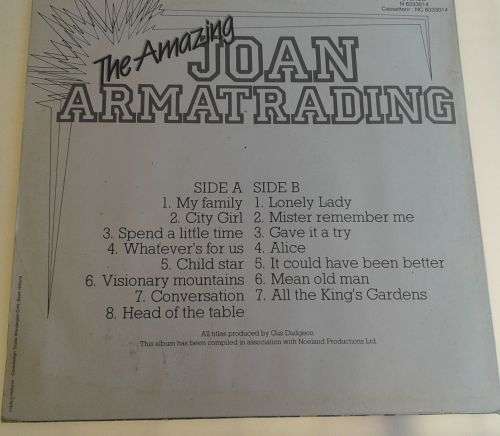 N 6033614
Cassettenr.: NC 6033614
The Amazing
JOAN
ARMATRADING
SIDE A
1. My family
2. City Girl
3. Spend a little time
4. Whatever's for us
5. Child star
6. Visionary mountains
7. Conversation
8. Head of the table
SIDE B
1. Lonely Lady
2. Mister remember me
3. Gave it a try
4. Alice
5. It could have been better
6. Mean old man
7. All the King's Gardens
All titles produced by Gus Dudgeon.
This album has been compiled in association with Noeland Productions Ltd.